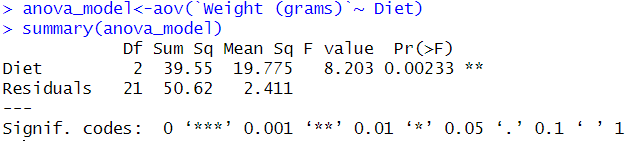 > anova_model<-aov(`Weight (grams)`~ Diet)
> summary(anova_model)
            Df Sum Sq Mean Sq F value  Pr(>F)
Diet         2  39.55  19.775   8.203 0.00233 **
Residuals   21  50.62   2.411
---
Signif. codes:  0 ‘***’ 0.001 ‘**’ 0.01 ‘*’ 0.05 ‘.’ 0.1 ‘ ’ 1